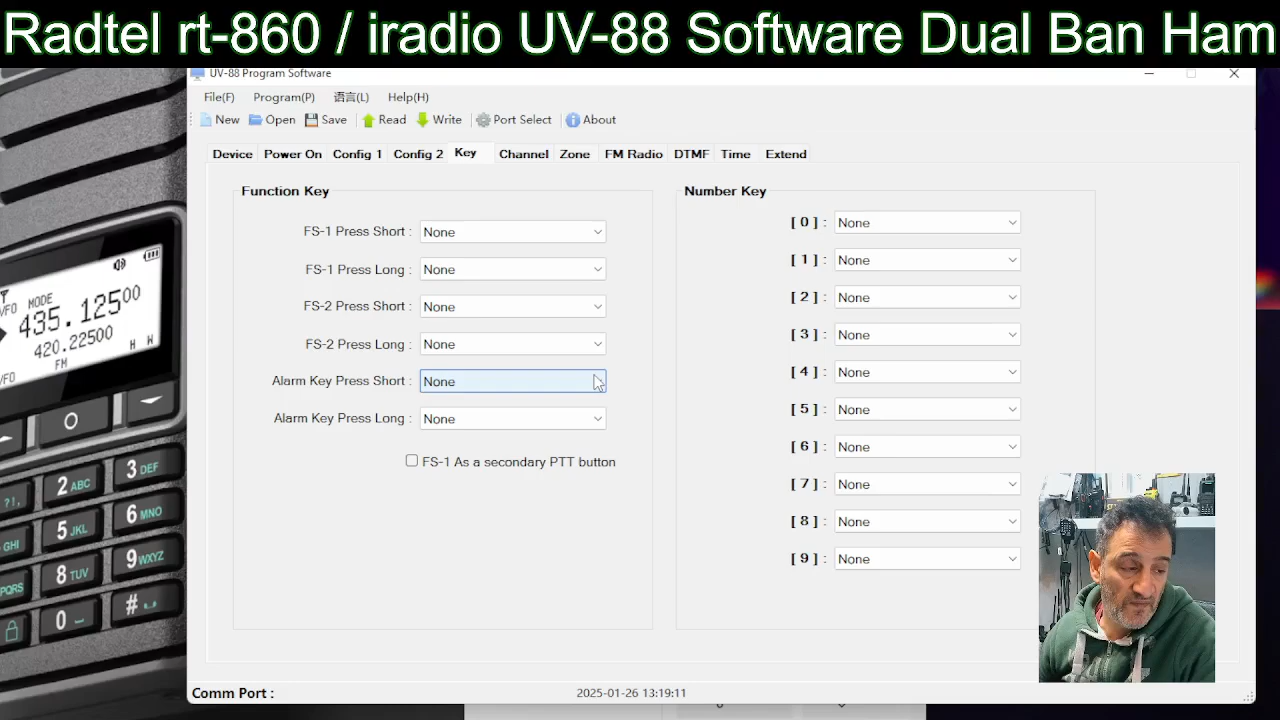 Radtel rt-860 / iradio UV-88 Software Dual Ban Ham
UV-88 Program Software
File(F) Program(P) 语言(L) Help(H)
New Open Save Read Write Port Select About
Device Power On Config 1 Config 2 Key Channel Zone FM Radio DTMF Time Extend
Function Key
FS-1 Press Short : None
FS-1 Press Long : None
FS-2 Press Short : None
FS-2 Press Long : None
Alarm Key Press Short : None
Alarm Key Press Long : None
FS-1 As a secondary PTT button
Number Key
[ 0 ] : None
[ 1 ] : None
[ 2 ] : None
[ 3 ] : None
[ 4 ] : None
[ 5 ] : None
[ 6 ] : None
[ 7 ] : None
[ 8 ] : None
[ 9 ] : None
Comm Port : 2025-01-26 13:19:11
VFO MODE
435.12500
420.22500
FM H W
VFO
?!, 2 ABC 3 DEF
GHI 5 JKL 6 MNO
PQRS 8 TUV 9 WXYZ
0 #